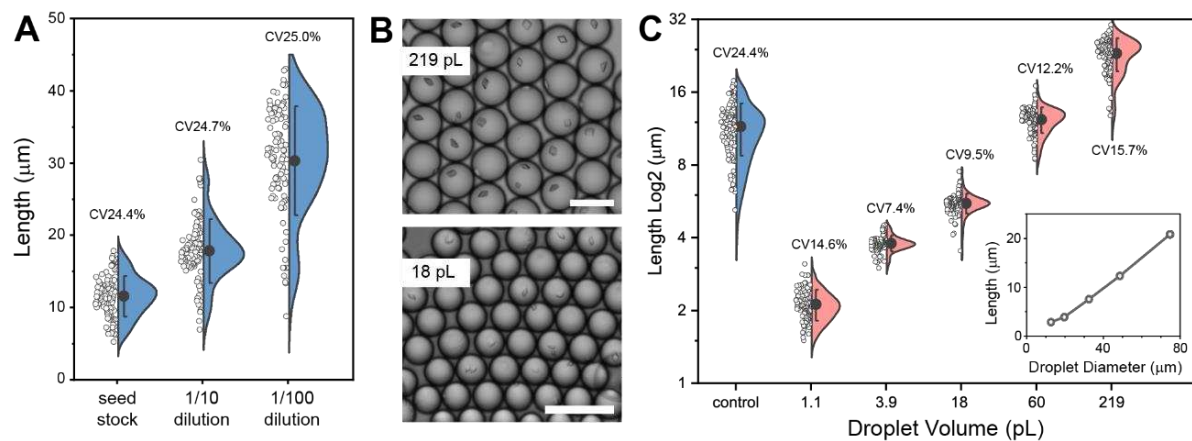 A
Length (μm)
50
40
30
20
10
0
CV24.4%
CV24.7%
CV25.0%
seed
stock
1/10
dilution
1/100
dilution
B
219 pL
18 pL
C
Length Log2 (μm)
32
16
8
4
2
1
CV24.4%
CV14.6%
CV7.4%
CV9.5%
CV12.2%
CV15.7%
control
1.1
3.9
18
60
219
Droplet Volume (pL)
Length (μm)
20
10
0
0
40
80
Droplet Diameter (μm)